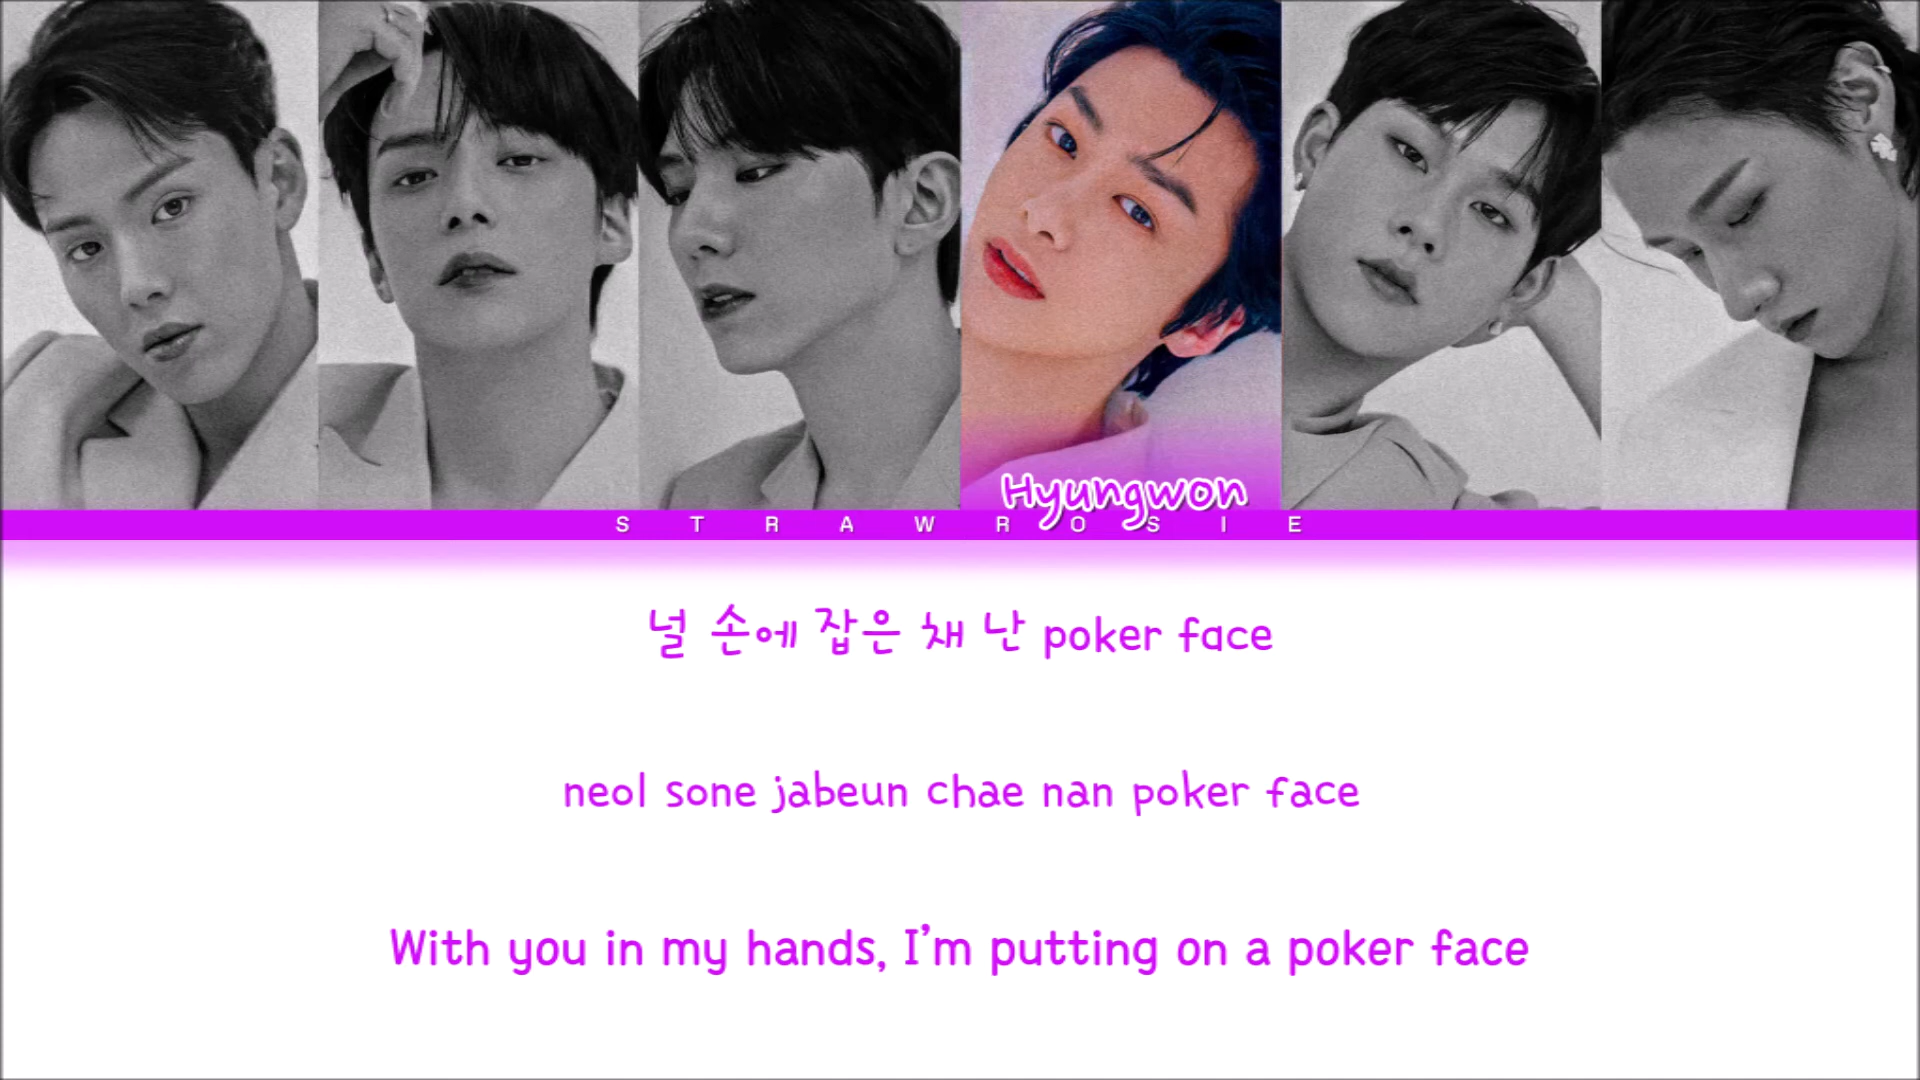 Hyungwon
STRAWROSIE
널 손에 잡은 채 난 poker face
neol sone jabeun chae nan poker face
With you in my hands, I'm putting on a poker face